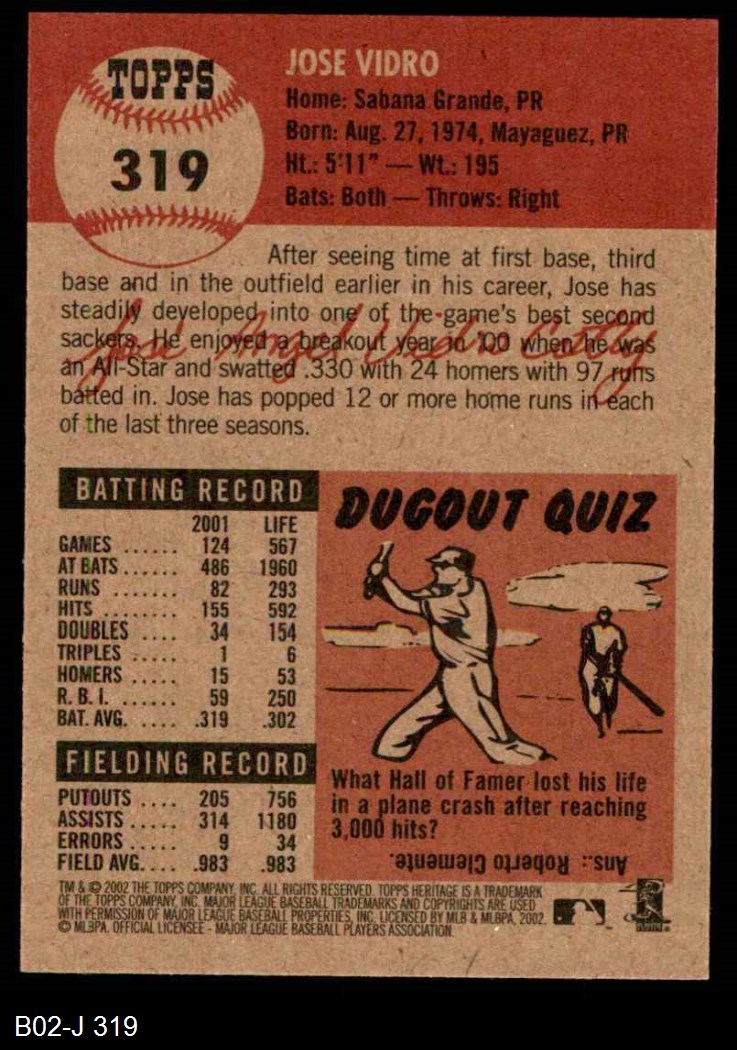 TOPPS
319
JOSE VIDRO
Home: Sabana Grande, PR
Born: Aug. 27, 1974, Mayaguez, PR
Ht.: 5'11" — Wt.: 195
Bats: Both — Throws: Right
After seeing time at first base, third
base and in the outfield earlier in his career, Jose has
steadily developed into one of the game's best second
sackers. He enjoyed a breakout year in '00 when he was
an All-Star and swatted .330 with 24 homers with 97 runs
batted in. Jose has popped 12 or more home runs in each
of the last three seasons.
José Angel Vidro
BATTING RECORD
2001 LIFE
GAMES ...... 124 567
AT BATS ...... 486 1960
RUNS ....... 82 293
HITS ........ 155 592
DOUBLES .... 34 154
TRIPLES ..... 1 6
HOMERS ..... 15 53
R. B. I. ...... 59 250
BAT. AVG. .... .319 .302
FIELDING RECORD
PUTOUTS .... 205 756
ASSISTS ..... 314 1180
ERRORS ..... 9 34
FIELD AVG. ... .983 .983
DUGOUT QUIZ
What Hall of Famer lost his life
in a plane crash after reaching
3,000 hits?
Ans.: Roberto Clemente.
TM & © 2002 THE TOPPS COMPANY, INC. ALL RIGHTS RESERVED. TOPPS HERITAGE IS A TRADEMARK
OF THE TOPPS COMPANY, INC. MAJOR LEAGUE BASEBALL TRADEMARKS AND COPYRIGHTS ARE USED
WITH PERMISSION OF MAJOR LEAGUE BASEBALL PROPERTIES, INC. LICENSED BY MLB & MLBPA, 2002.
© MLBPA. OFFICIAL LICENSEE - MAJOR LEAGUE BASEBALL PLAYERS ASSOCIATION
B02-J 319